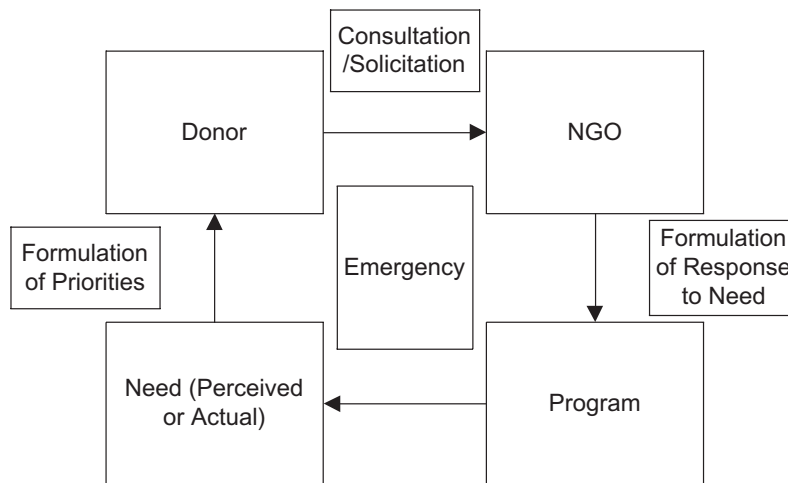 Consultation
/Solicitation
Donor
NGO
Formulation
of Priorities
Emergency
Formulation
of Response
to Need
Need (Perceived
or Actual)
Program